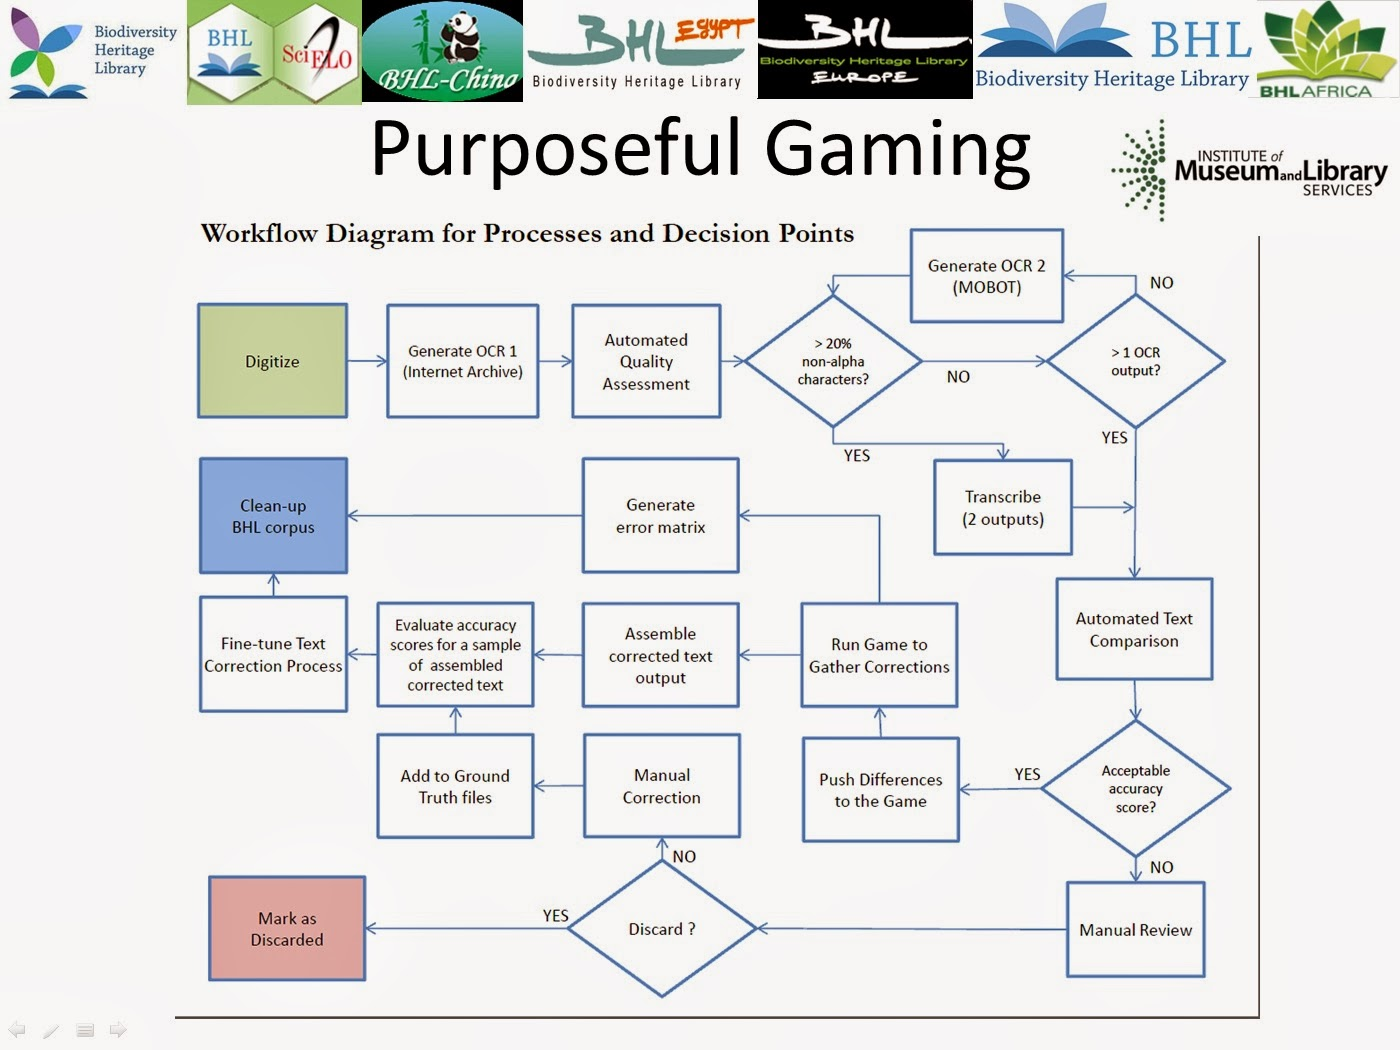 Biodiversity
Heritage
Library
BHL
SciELO
BHL-China
BHL EGYPT
Biodiversity Heritage Library
BHL
Biodiversity Heritage Library
EUROPE
BHL
Biodiversity Heritage Library
BHL AFRICA
Purposeful Gaming
INSTITUTE of
Museum and Library
SERVICES
Workflow Diagram for Processes and Decision Points
Generate OCR 2
(MOBOT)
NO
Digitize
Generate OCR 1
(Internet Archive)
Automated
Quality
Assessment
> 20%
non-alpha
characters?
NO
> 1 OCR
output?
YES
YES
Clean-up
BHL corpus
Generate
error matrix
Transcribe
(2 outputs)
Automated Text
Comparison
Fine-tune Text
Correction Process
Evaluate accuracy
scores for a sample
of assembled
corrected text
Assemble
corrected text
output
Run Game to
Gather Corrections
Add to Ground
Truth files
Manual
Correction
Push Differences
to the Game
YES
Acceptable
accuracy
score?
NO
NO
Mark as
Discarded
YES
Discard ?
Manual Review